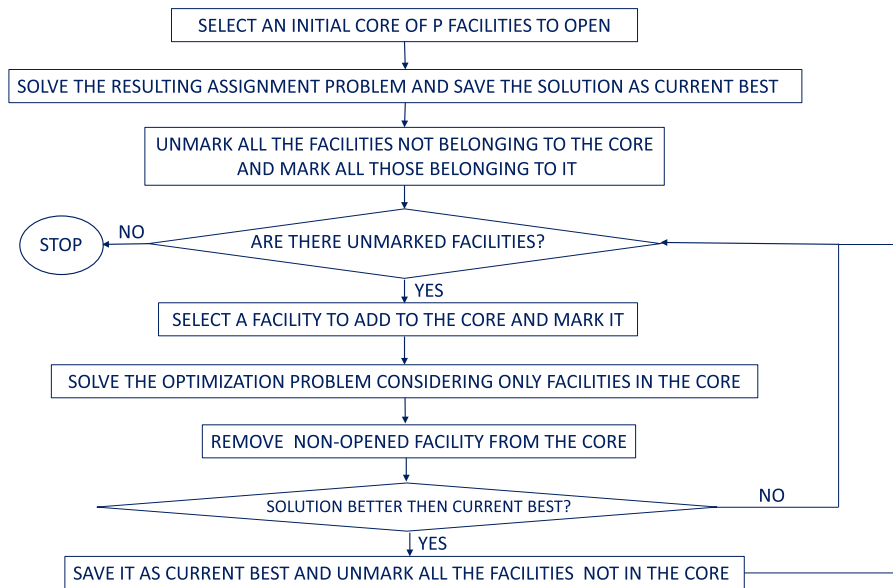 SELECT AN INITIAL CORE OF P FACILITIES TO OPEN
SOLVE THE RESULTING ASSIGNMENT PROBLEM AND SAVE THE SOLUTION AS CURRENT BEST
UNMARK ALL THE FACILITIES NOT BELONGING TO THE CORE
AND MARK ALL THOSE BELONGING TO IT
STOP
NO
ARE THERE UNMARKED FACILITIES?
YES
SELECT A FACILITY TO ADD TO THE CORE AND MARK IT
SOLVE THE OPTIMIZATION PROBLEM CONSIDERING ONLY FACILITIES IN THE CORE
REMOVE NON-OPENED FACILITY FROM THE CORE
SOLUTION BETTER THEN CURRENT BEST?
NO
YES
SAVE IT AS CURRENT BEST AND UNMARK ALL THE FACILITIES NOT IN THE CORE